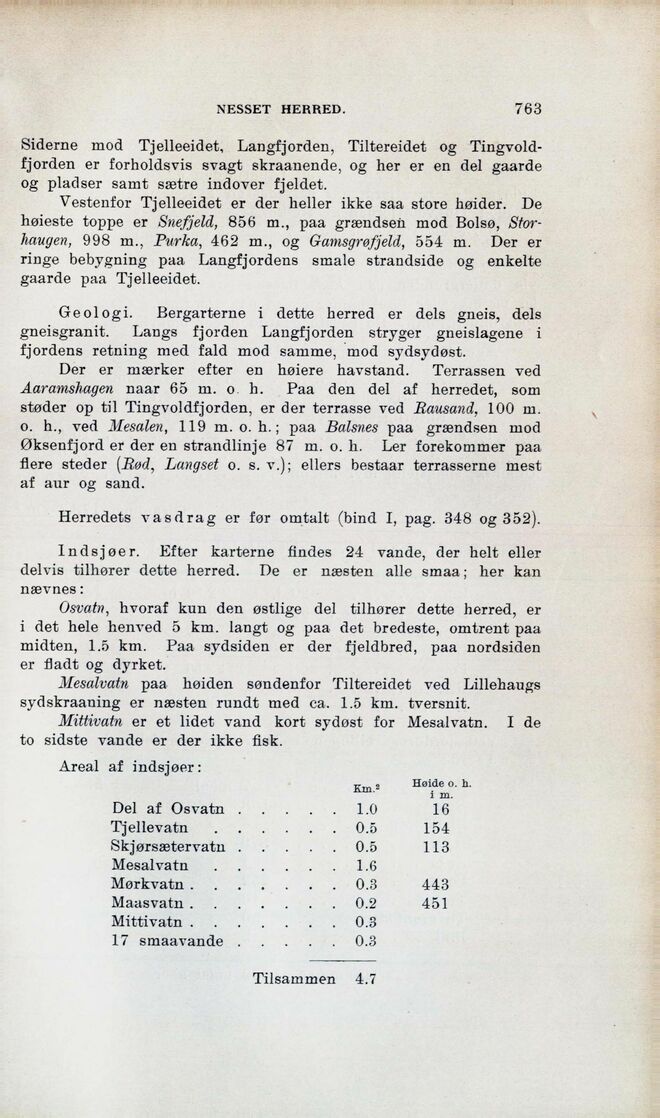 NESSET HERRED. 763
Siderne mod Tjelleeidet, Langfjorden, Tiltereidet og Tingvold-
fjorden er forholdsvis svagt skraanende, og her er en del gaarde
og pladser samt sætre indover fjeldet.
Vestenfor Tjelleeidet er der heller ikke saa store høider. De
høieste toppe er Snefjeld, 856 m., paa grændsen mod Bolsø, Stor-
haugen, 998 m., Purka, 462 m., og Gamsgrøfjeld, 554 m. Der er
ringe bebygning paa Langfjordens smale strandside og enkelte
gaarde paa Tjelleeidet.
Geologi. Bergarterne i dette herred er dels gneis, dels
gneisgranit. Langs fjorden Langfjorden stryger gneislagene i
fjordens retning med fald mod samme, mod sydsydøst.
Der er mærker efter en høiere havstand. Terrassen ved
Aaramshagen naar 65 m. o. h. Paa den del af herredet, som
støder op til Tingvoldfjorden, er der terrasse ved Rausand, 100 m.
o. h., ved Mesalen, 119 m. o. h.; paa Balsnes paa grændsen mod
Øksenfjord er der en strandlinje 87 m. o. h. Ler forekommer paa
flere steder (Rød, Langset o. s. v.); ellers bestaar terrasserne mest
af aur og sand.
Herredets vasdrag er før omtalt (bind I, pag. 348 og 352).
Indsjøer. Efter karterne findes 24 vande, der helt eller
delvis tilhører dette herred. De er næsten alle smaa; her kan
nævnes:
Osvatn, hvoraf kun den østlige del tilhører dette herred, er
i det hele henved 5 km. langt og paa det bredeste, omtrent paa
midten, 1.5 km. Paa sydsiden er der fjeldbred, paa nordsiden
er fladt og dyrket.
Mesalvatn paa høiden søndenfor Tiltereidet ved Lillehaugs
sydskraaning er næsten rundt med ca. 1.5 km. tversnit.
Mittivatn er et lidet vand kort sydøst for Mesalvatn. I de
to sidste vande er der ikke fisk.
Areal af indsjøer:
Km.² Høide o. h.
i m.
Del af Osvatn . . . . . 1.0 16
Tjellevatn . . . . . . 0.5 154
Skjørsætervatn . . . . . 0.5 113
Mesalvatn . . . . . . 1.6
Mørkvatn . . . . . . . 0.3 443
Maasvatn . . . . . . . 0.2 451
Mittivatn . . . . . . . 0.3
17 smaavande . . . . . 0.3
Tilsammen 4.7